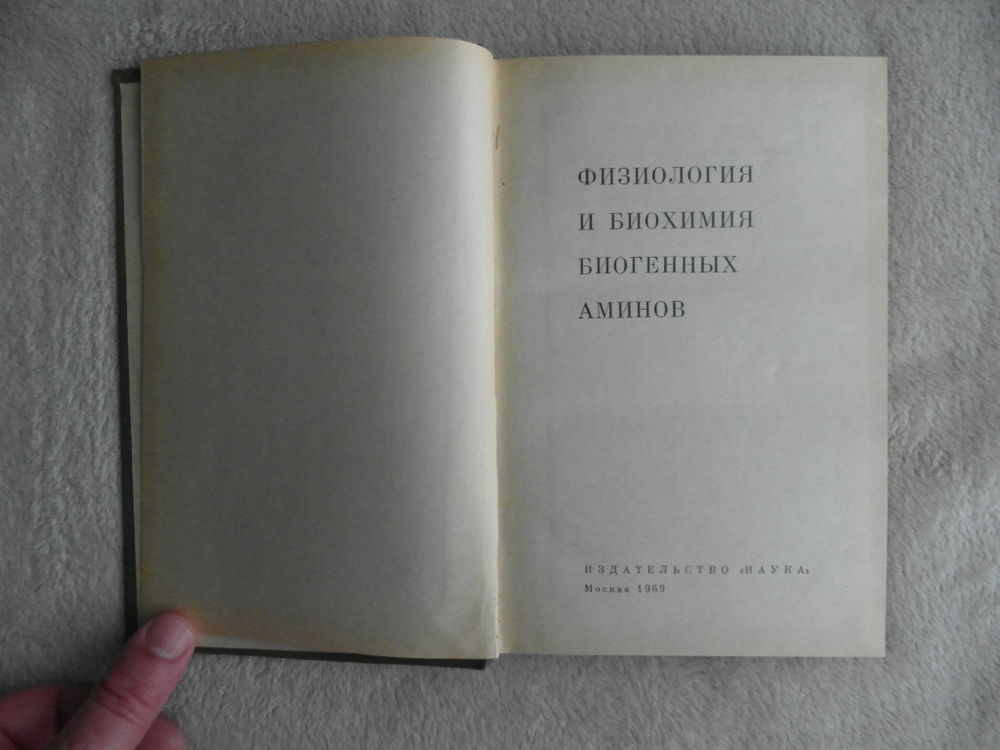 ФИЗИОЛОГИЯ
И БИОХИМИЯ
БИОГЕННЫХ
АМИНОВ
ИЗДАТЕЛЬСТВО «НАУКА»
Москва 1969